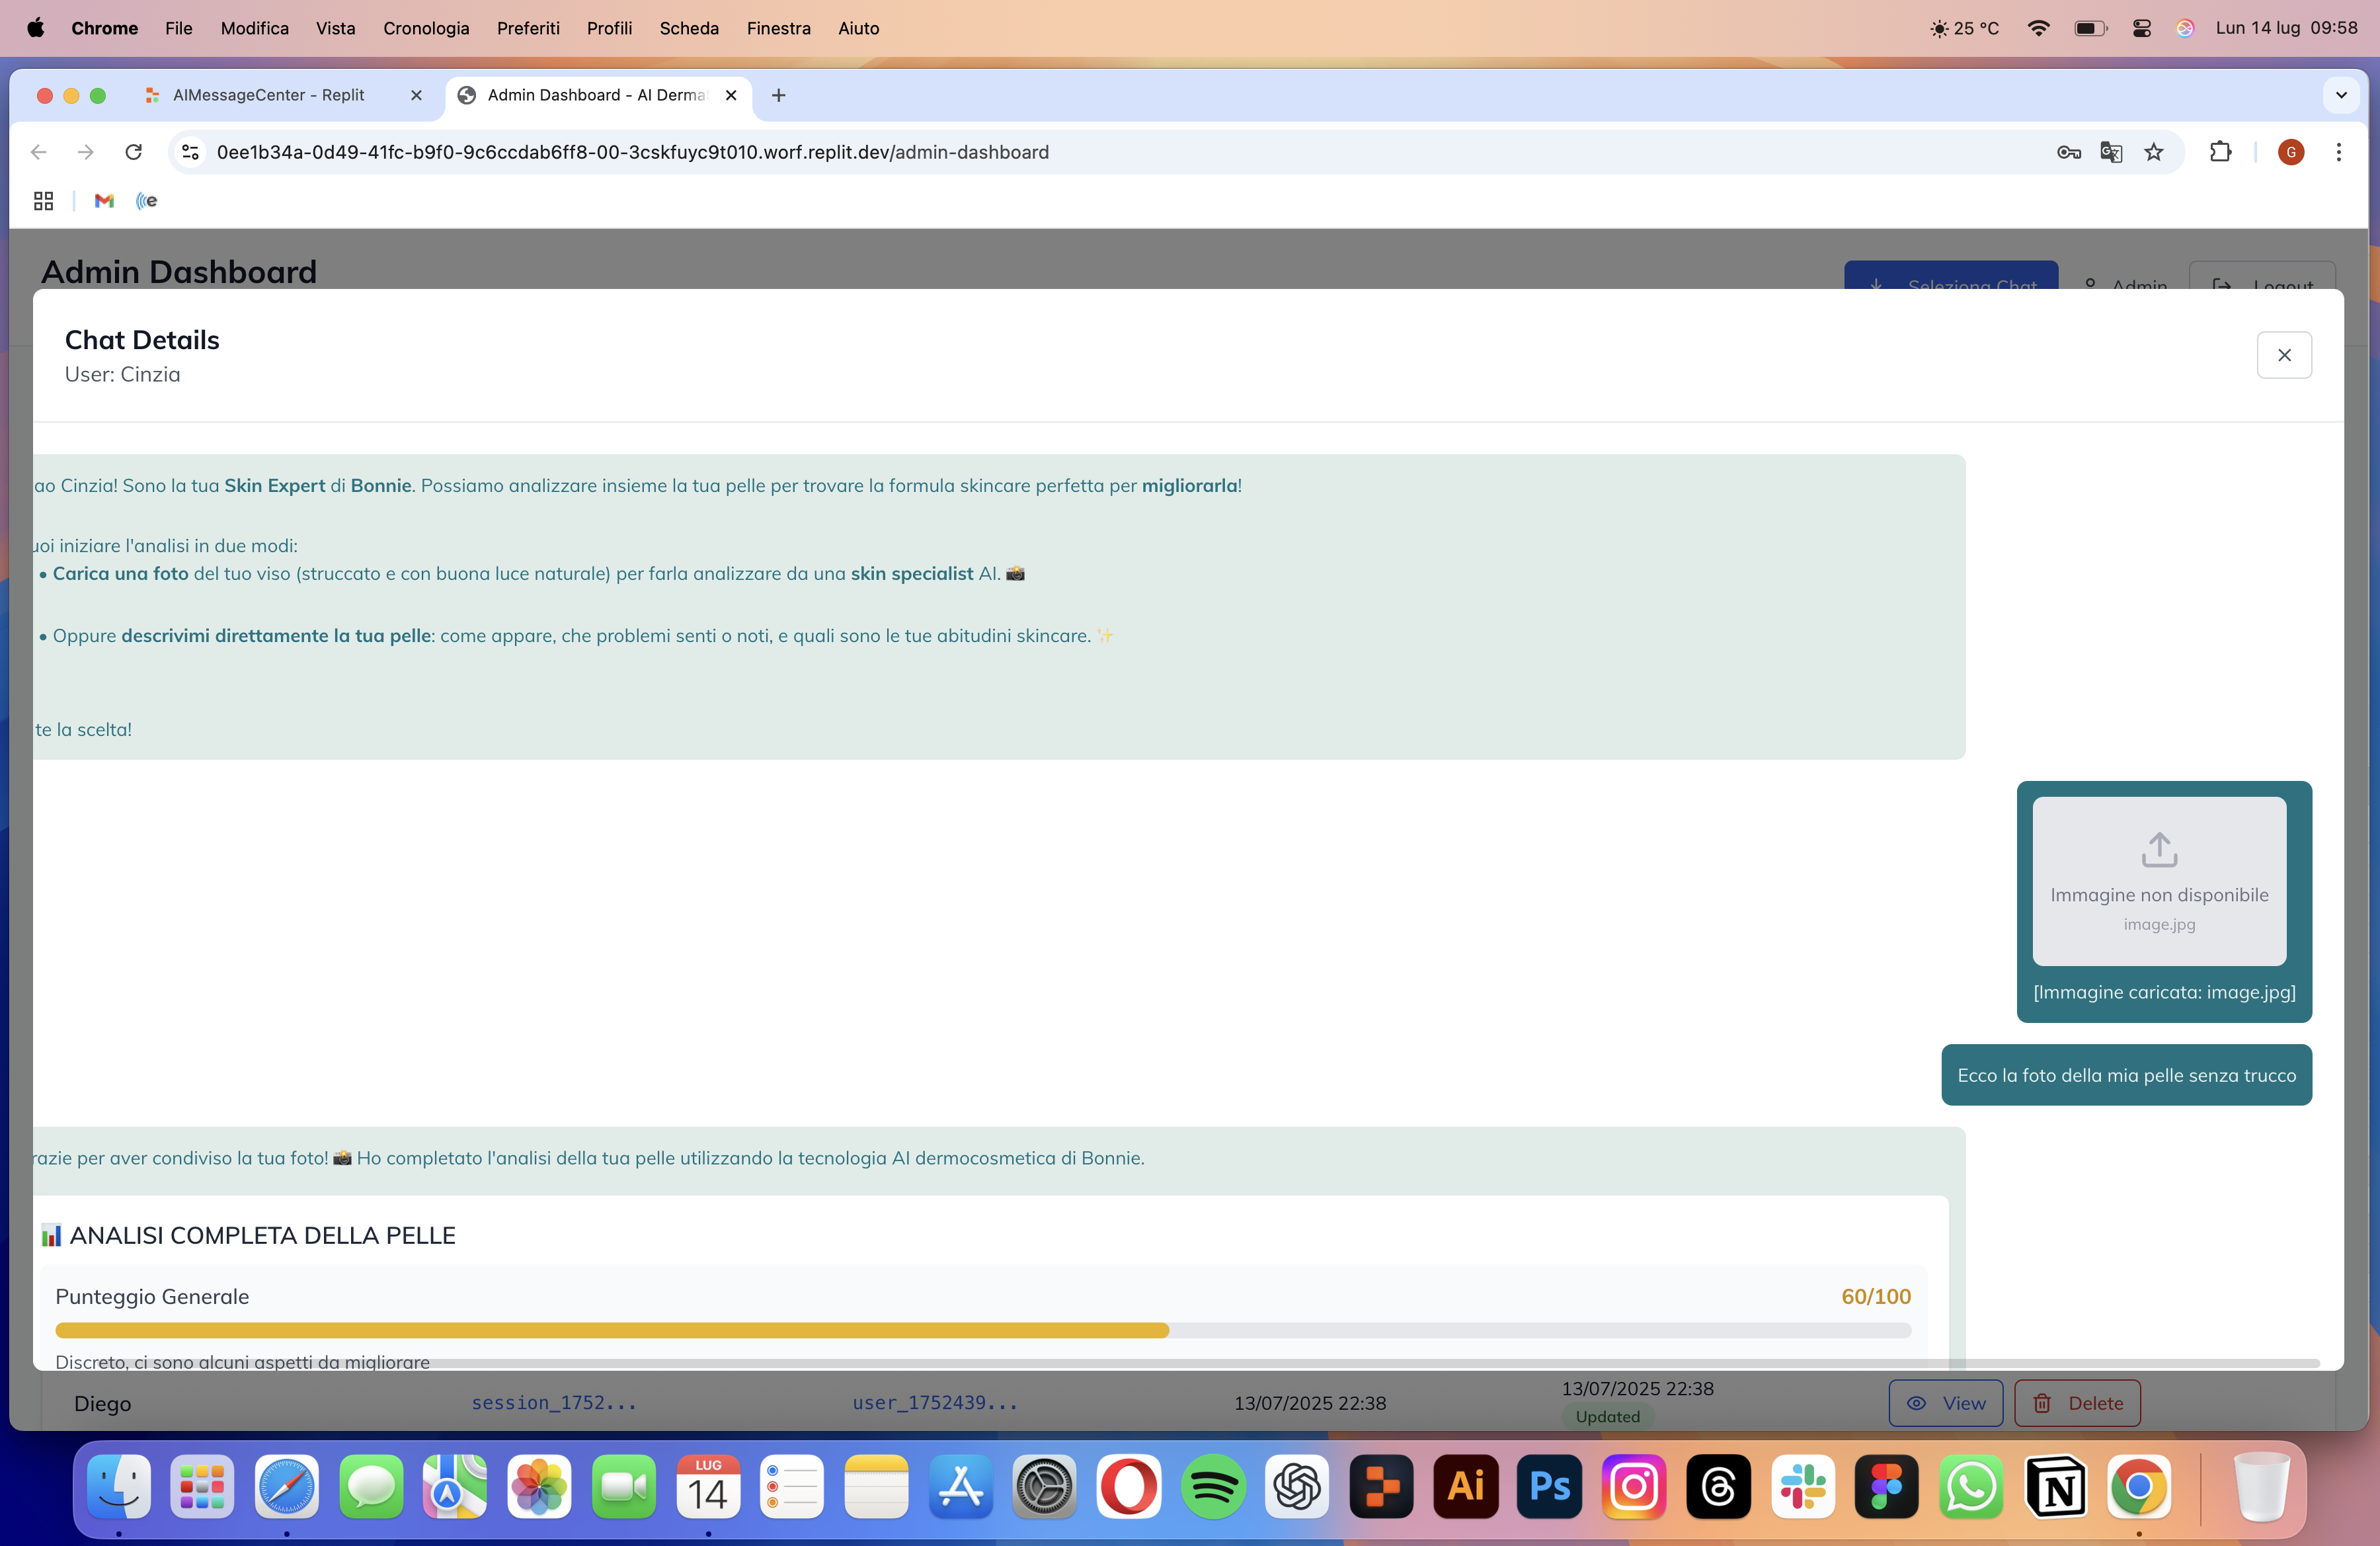 Chrome File Modifica Vista Cronologia Preferiti Profili Scheda Finestra Aiuto 25 °C Lun 14 lug 09:58
AIMessageCenter - Replit Admin Dashboard - AI Derma
0ee1b34a-0d49-41fc-b9f0-9c6ccdab6ff8-00-3cskfuyc9t010.worf.replit.dev/admin-dashboard G
e
Admin Dashboard Seleziona Chat Admin Logout
Chat Details
User: Cinzia
ao Cinzia! Sono la tua Skin Expert di Bonnie. Possiamo analizzare insieme la tua pelle per trovare la formula skincare perfetta per migliorarla!
uoi iniziare l'analisi in due modi:
• Carica una foto del tuo viso (struccato e con buona luce naturale) per farla analizzare da una skin specialist AI. 📸
• Oppure descrivimi direttamente la tua pelle: come appare, che problemi senti o noti, e quali sono le tue abitudini skincare. ✨
te la scelta!
Immagine non disponibile
image.jpg
[Immagine caricata: image.jpg]
Ecco la foto della mia pelle senza trucco
razie per aver condiviso la tua foto! 📸 Ho completato l'analisi della tua pelle utilizzando la tecnologia AI dermocosmetica di Bonnie.
📊 ANALISI COMPLETA DELLA PELLE
Punteggio Generale 60/100
Discreto, ci sono alcuni aspetti da migliorare
Diego session_1752... user_1752439... 13/07/2025 22:38 13/07/2025 22:38 View Delete
Updated
LUG
14
Ai Ps N